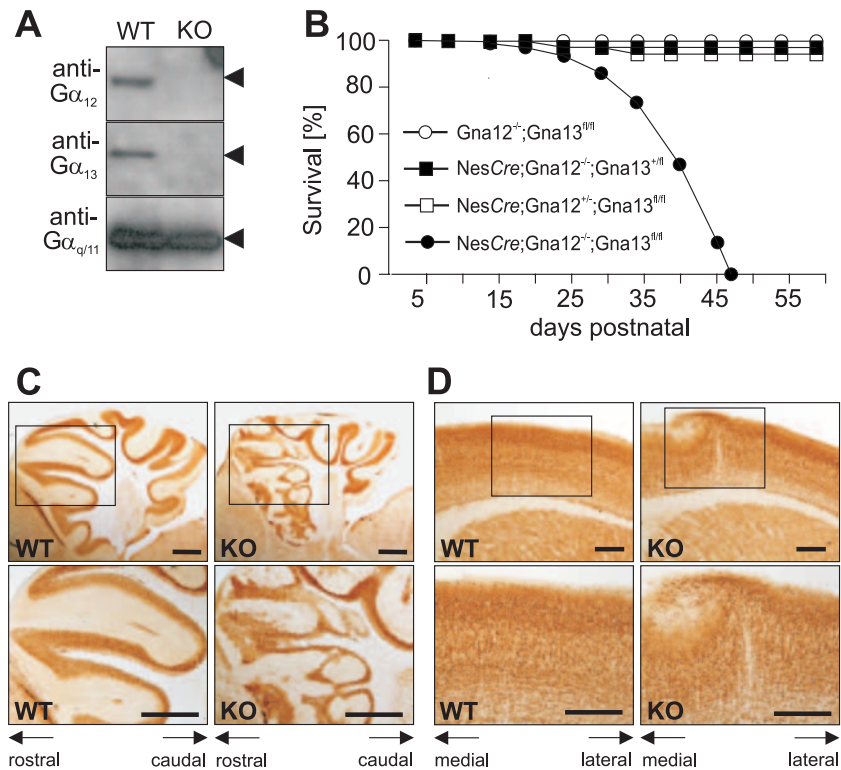 A
WT KO
anti-
Gα12
anti-
Gα13
anti-
Gαq/11
B
Survival [%]
100
80
60
40
20
0
Gna12-/-;Gna13fl/fl
NesCre;Gna12-/-;Gna13+/fl
NesCre;Gna12+/-;Gna13fl/fl
NesCre;Gna12-/-;Gna13fl/fl
5 15 25 35 45 55
days postnatal
C
WT KO
WT KO
rostral caudal rostral caudal
D
WT KO
WT KO
medial lateral medial lateral